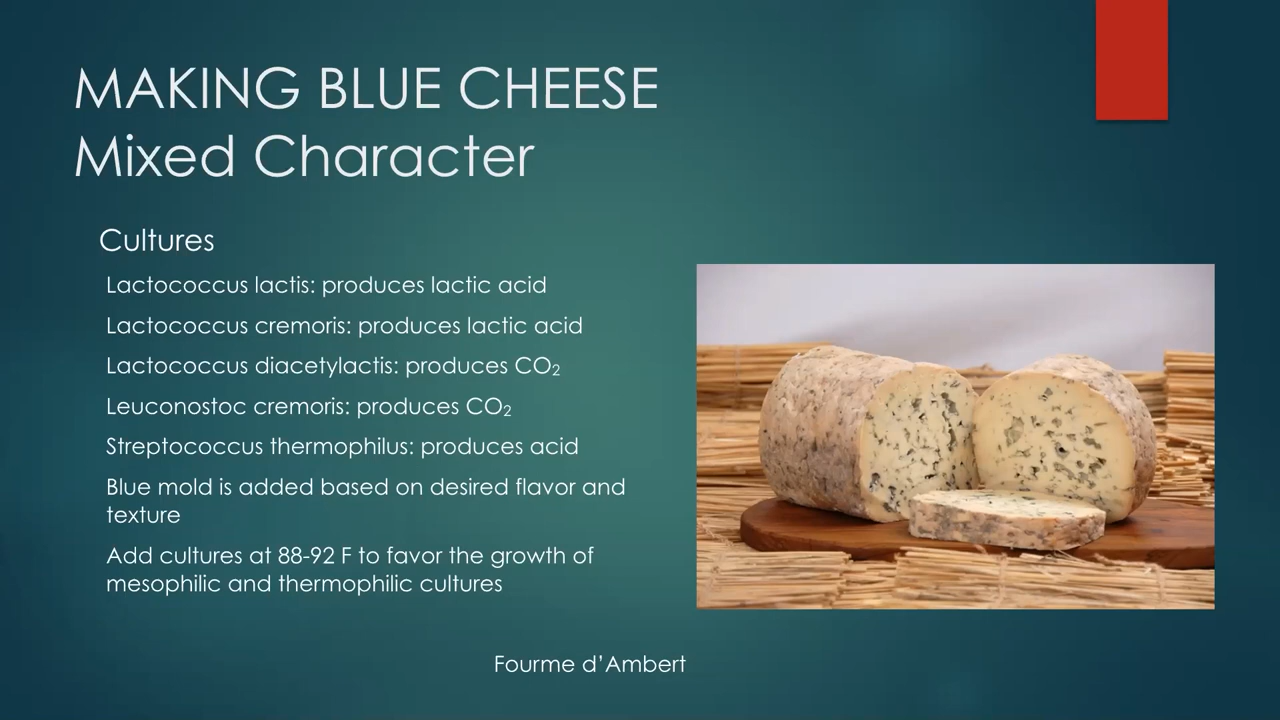 MAKING BLUE CHEESE
Mixed Character
Cultures
Lactococcus lactis: produces lactic acid
Lactococcus cremoris: produces lactic acid
Lactococcus diacetylactis: produces CO₂
Leuconostoc cremoris: produces CO₂
Streptococcus thermophilus: produces acid
Blue mold is added based on desired flavor and
texture
Add cultures at 88-92 F to favor the growth of
mesophilic and thermophilic cultures
Fourme d’Ambert